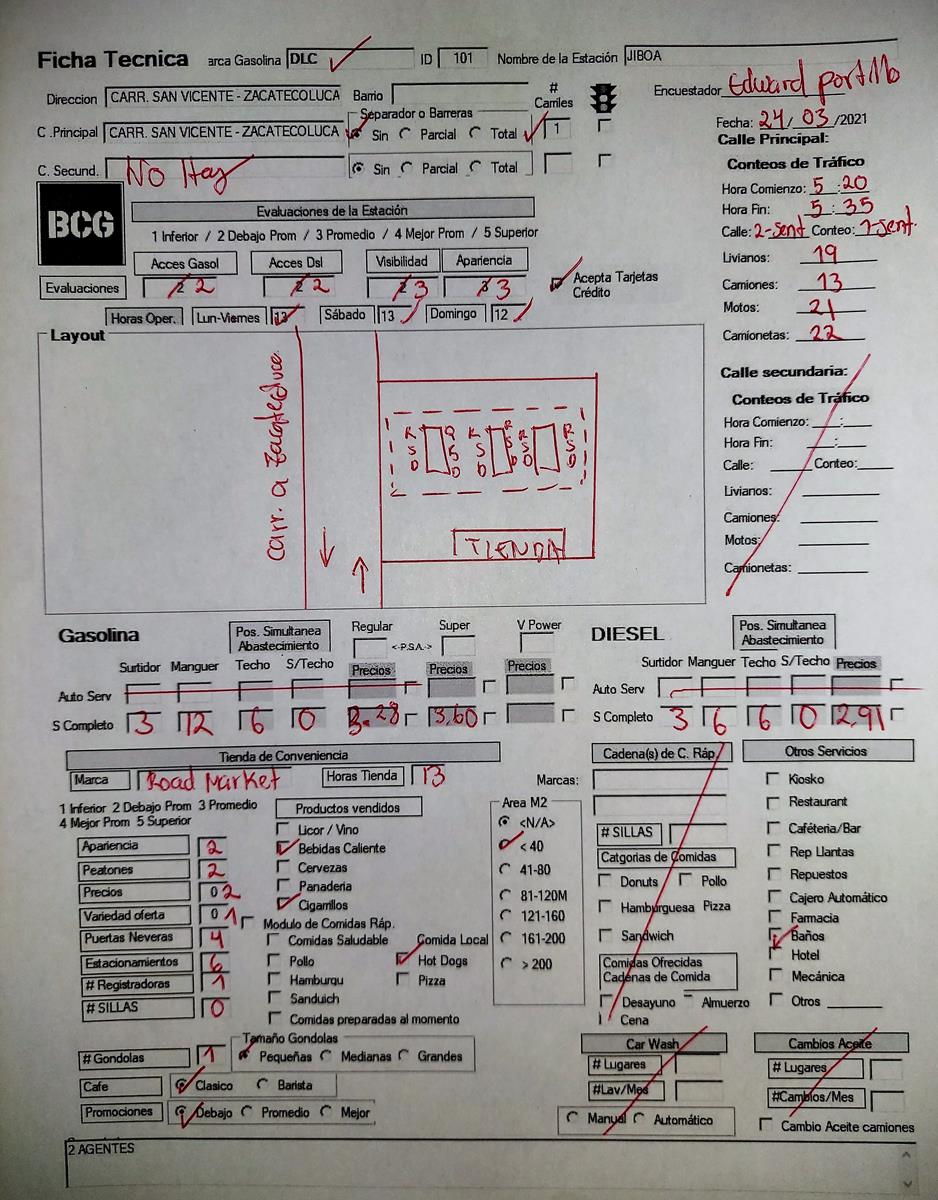 Ficha Tecnica arca Gasolina DLC ID 101 Nombre de la Estación JIBOA
Direccion CARR. SAN VICENTE - ZACATECOLUCA Barrio # Carriles Encuestador Edward portillo
Separador o Barreras
C .Principal CARR. SAN VICENTE - ZACATECOLUCA Sin Parcial Total 1
C. Secund. No Hay Sin Parcial Total
Fecha: 24/03/2021
Calle Principal:
Conteos de Tráfico
Hora Comienzo: 5:20
Hora Fin: 5:35
Calle: 2-sent Conteo: 1-sent.
Livianos: 19
Camiones: 13
Motos: 21
Camionetas: 22
BCG
Evaluaciones de la Estación
1 Inferior / 2 Debajo Prom / 3 Promedio / 4 Mejor Prom / 5 Superior
Acces Gasol Acces Dsl Visibilidad Apariencia
Evaluaciones 2 2 3 3 Acepta Tarjetas Crédito
Horas Oper. Lun-Viernes 13 Sábado 13 Domingo 12
Layout
Carr. a
R S D
TIENDA
Calle secundaria:
Conteos de Tráfico
Hora Comienzo: :
Hora Fin: :
Calle: Conteo:
Livianos:
Camiones:
Motos:
Camionetas:
Gasolina Pos. Simultanea Abastecimiento Regular <-P.S.A.-> Super V Power
Surtidor Manguer Techo S/Techo Precios Precios Precios
Auto Serv
S Completo 3 12 6 0 3.28 3.60
DIESEL Pos. Simultanea Abastecimiento
Surtidor Manguer Techo S/Techo Precios
Auto Serv
S Completo 3 6 6 0 2.91
Tienda de Conveniencia
Marca Road Market Horas Tienda 13
1 Inferior 2 Debajo Prom 3 Promedio
4 Mejor Prom 5 Superior
Apariencia 2
Peatones 2
Precios 0 2
Variedad oferta 0 1
Puertas Neveras 4
Estacionamientos 6
# Registradoras 1
# SILLAS 0
Productos vendidos
Licor / Vino
Bebidas Caliente
Cervezas
Panaderia
Cigarrillos
Modulo de Comidas Ráp.
Comidas Saludable Comida Local
Pollo Hot Dogs
Hamburgu Pizza
Sanduich
Comidas preparadas al momento
Area M2
<N/A>
< 40
41-80
81-120M
121-160
161-200
> 200
# Gondolas 1 Tamaño Gondolas
Pequeñas Medianas Grandes
Cafe Clasico Barista
Promociones Debajo Promedio Mejor
Cadena(s) de C. Ráp.
Marcas:
# SILLAS
Catgorias de Comidas
Donuts Pollo
Hamburguesa Pizza
Sandwich
Comidas Ofrecidas
Cadenas de Comida
Desayuno Almuerzo
Cena
Otros Servicios
Kiosko
Restaurant
Caféteria/Bar
Rep Llantas
Repuestos
Cajero Automático
Farmacia
Baños
Hotel
Mecánica
Otros
Car Wash
# Lugares
#Lav/Mes
Manual Automático
Cambios Aceite
# Lugares
#Cambios/Mes
Cambio Aceite camiones
2 AGENTES